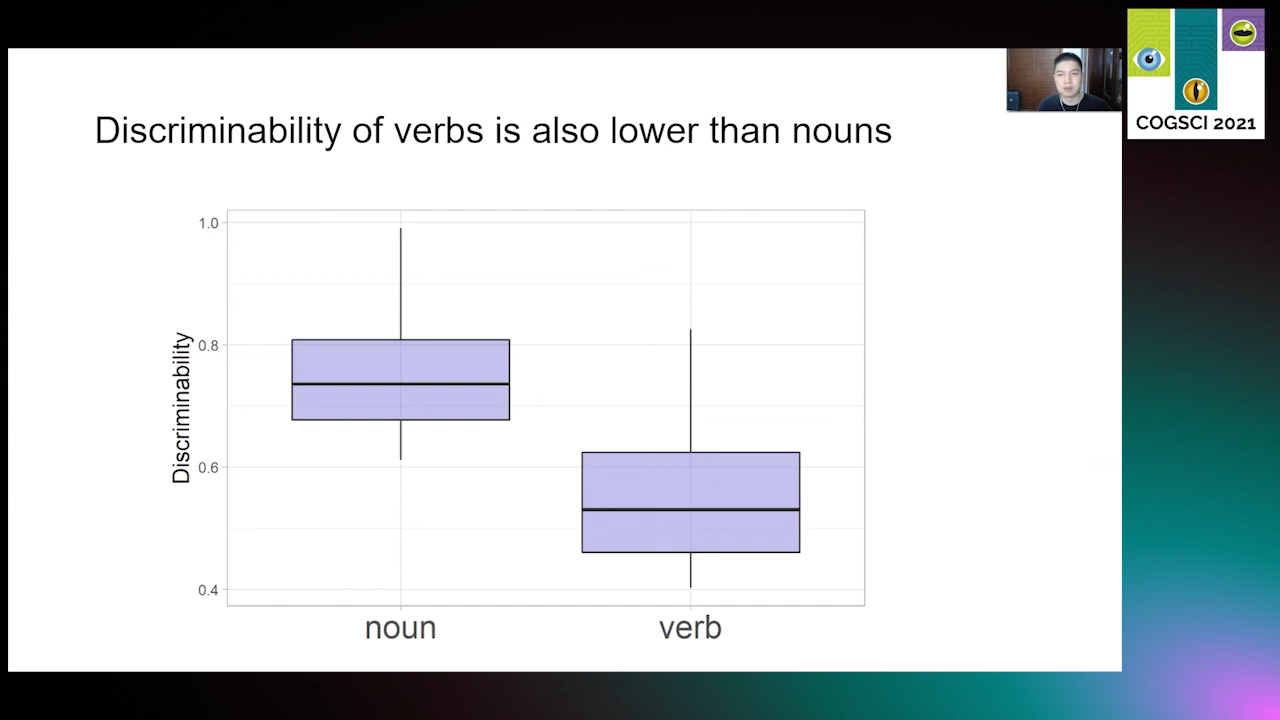 COGSCI 2021
Discriminability of verbs is also lower than nouns
Discriminability
1.0
0.8
0.6
0.4
noun
verb